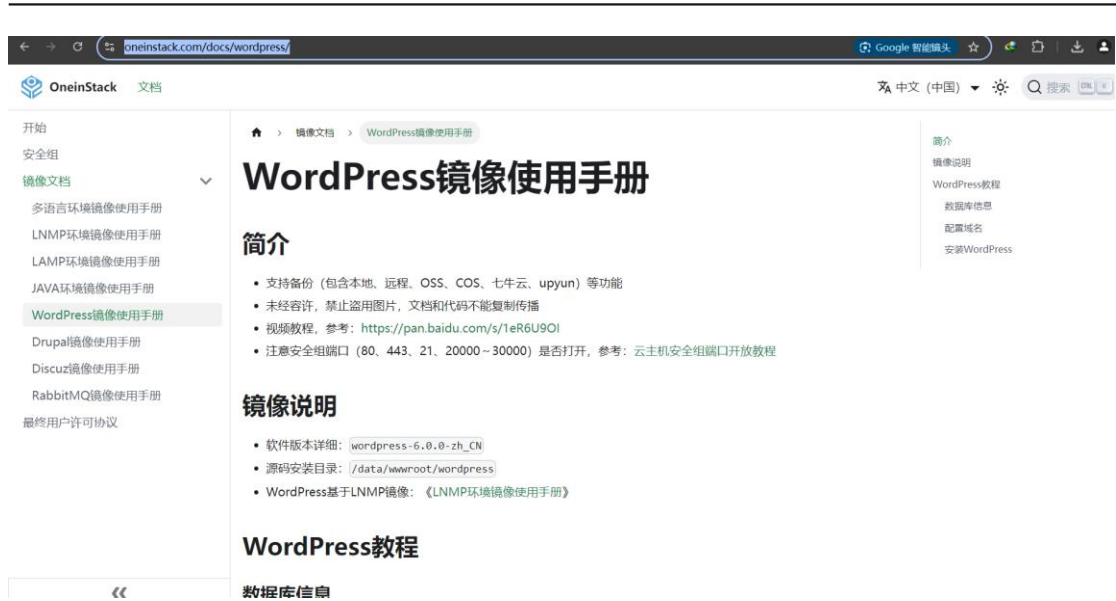 oneinstack.com/docs/wordpress/
Google 智能镜头
OneinStack 文档
中文 (中国)
搜索
开始
安全组
镜像文档
多语言环境镜像使用手册
LNMP环境镜像使用手册
LAMP环境镜像使用手册
JAVA环境镜像使用手册
WordPress镜像使用手册
Drupal镜像使用手册
Discuz镜像使用手册
RabbitMQ镜像使用手册
最终用户许可协议
镜像文档 > WordPress镜像使用手册
WordPress镜像使用手册
简介
支持备份（包含本地、远程、OSS、COS、七牛云、upyun）等功能
未经容许，禁止盗用图片，文档和代码不能复制传播
视频教程，参考：https://pan.baidu.com/s/1eR6U9OI
注意安全组端口（80、443、21、20000～30000）是否打开，参考：云主机安全组端口开放教程
镜像说明
软件版本详细：wordpress-6.0.0-zh_CN
源码安装目录：/data/wwwroot/wordpress
WordPress基于LNMP镜像：《LNMP环境镜像使用手册》
WordPress教程
数据库信息
简介
镜像说明
WordPress教程
数据库信息
配置域名
安装WordPress